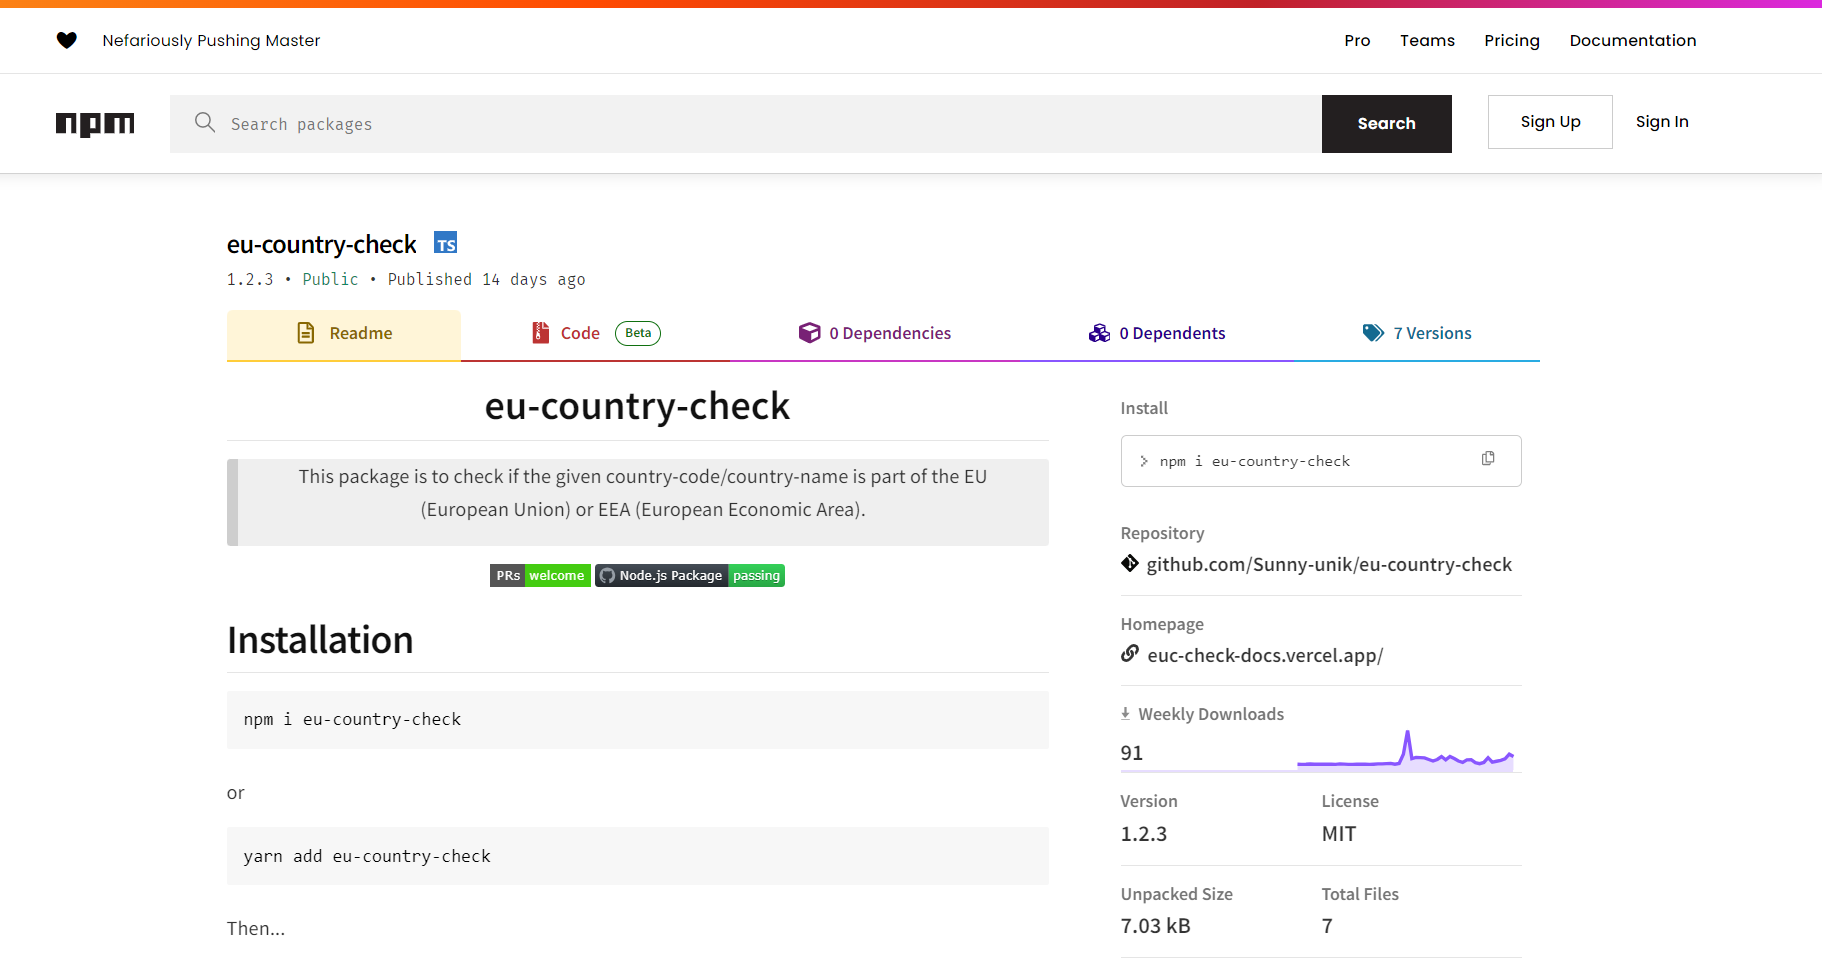 Nefariously Pushing Master
Pro Teams Pricing Documentation
npm
Search packages
Search
Sign Up
Sign In
eu-country-check TS
1.2.3 • Public • Published 14 days ago
Readme
Code Beta
0 Dependencies
0 Dependents
7 Versions
eu-country-check
This package is to check if the given country-code/country-name is part of the EU
(European Union) or EEA (European Economic Area).
PRs welcome Node.js Package passing
Installation
npm i eu-country-check
or
yarn add eu-country-check
Then...
Install
> npm i eu-country-check
Repository
github.com/Sunny-unik/eu-country-check
Homepage
euc-check-docs.vercel.app/
Weekly Downloads
91
Version
1.2.3
License
MIT
Unpacked Size
7.03 kB
Total Files
7